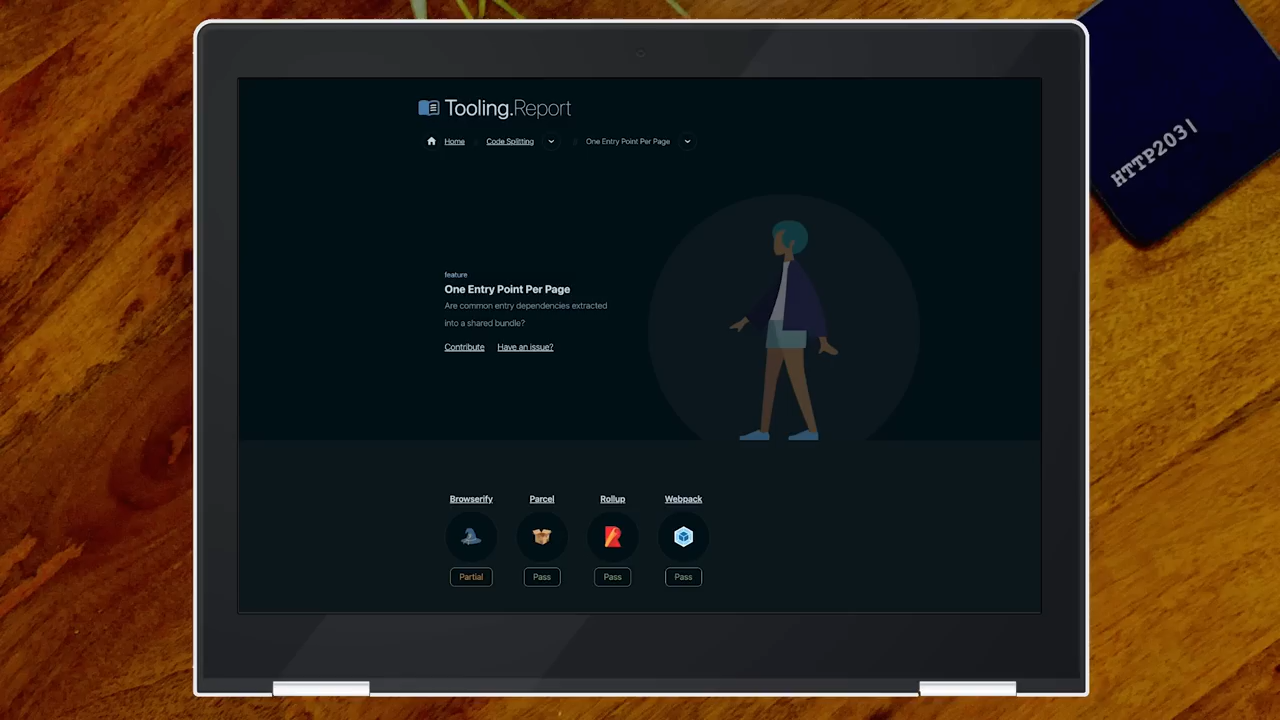 Tooling.Report
Home
Code Splitting
One Entry Point Per Page
feature
One Entry Point Per Page
Are common entry dependencies extracted
into a shared bundle?
Contribute
Have an issue?
Browserify
Parcel
Rollup
Webpack
Partial
Pass
Pass
Pass
HTTP203|